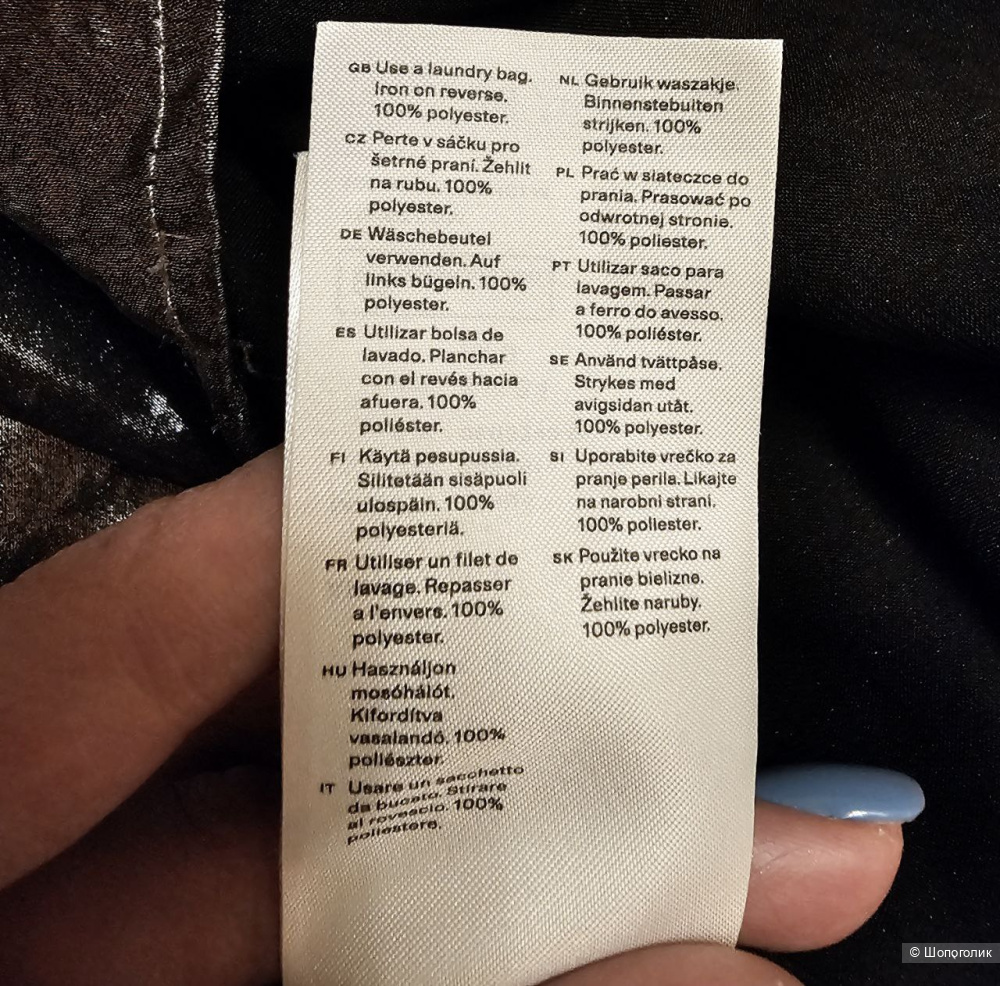 GB Use a laundry bag.
Iron on reverse.
100% polyester.
CZ Perte v sáčku pro
šetrné praní. Žehlit
na rubu. 100%
polyester.
DE Wäschebeutel
verwenden. Auf
links bügeln. 100%
polyester.
ES Utilizar bolsa de
lavado. Planchar
con el revés hacia
afuera. 100%
poliéster.
FI Käytä pesupussia.
Silitetään sisäpuoli
ulospäin. 100%
polyesteriä.
FR Utiliser un filet de
lavage. Repasser
a l'envers. 100%
polyester.
HU Használjon
mosóhálót.
Kifordítva
vasalandó. 100%
poliészter.
IT Usare un sacchetto
da bucato. Stirare
al rovescio. 100%
poliestere.
NL Gebruik waszakje.
Binnenstebuiten
strijken. 100%
polyester.
PL Prać w siateczce do
prania. Prasować po
odwrotnej stronie.
100% poliester.
PT Utilizar saco para
lavagem. Passar
a ferro do avesso.
100% poliéster.
SE Använd tvättpåse.
Strykes med
avigsidan utåt.
100% polyester.
SI Uporabite vrečko za
pranje perila. Likajte
na narobni strani.
100% poliester.
SK Použite vrecko na
pranie bielizne.
Žehlite naruby.
100% polyester.
© Шопоголик